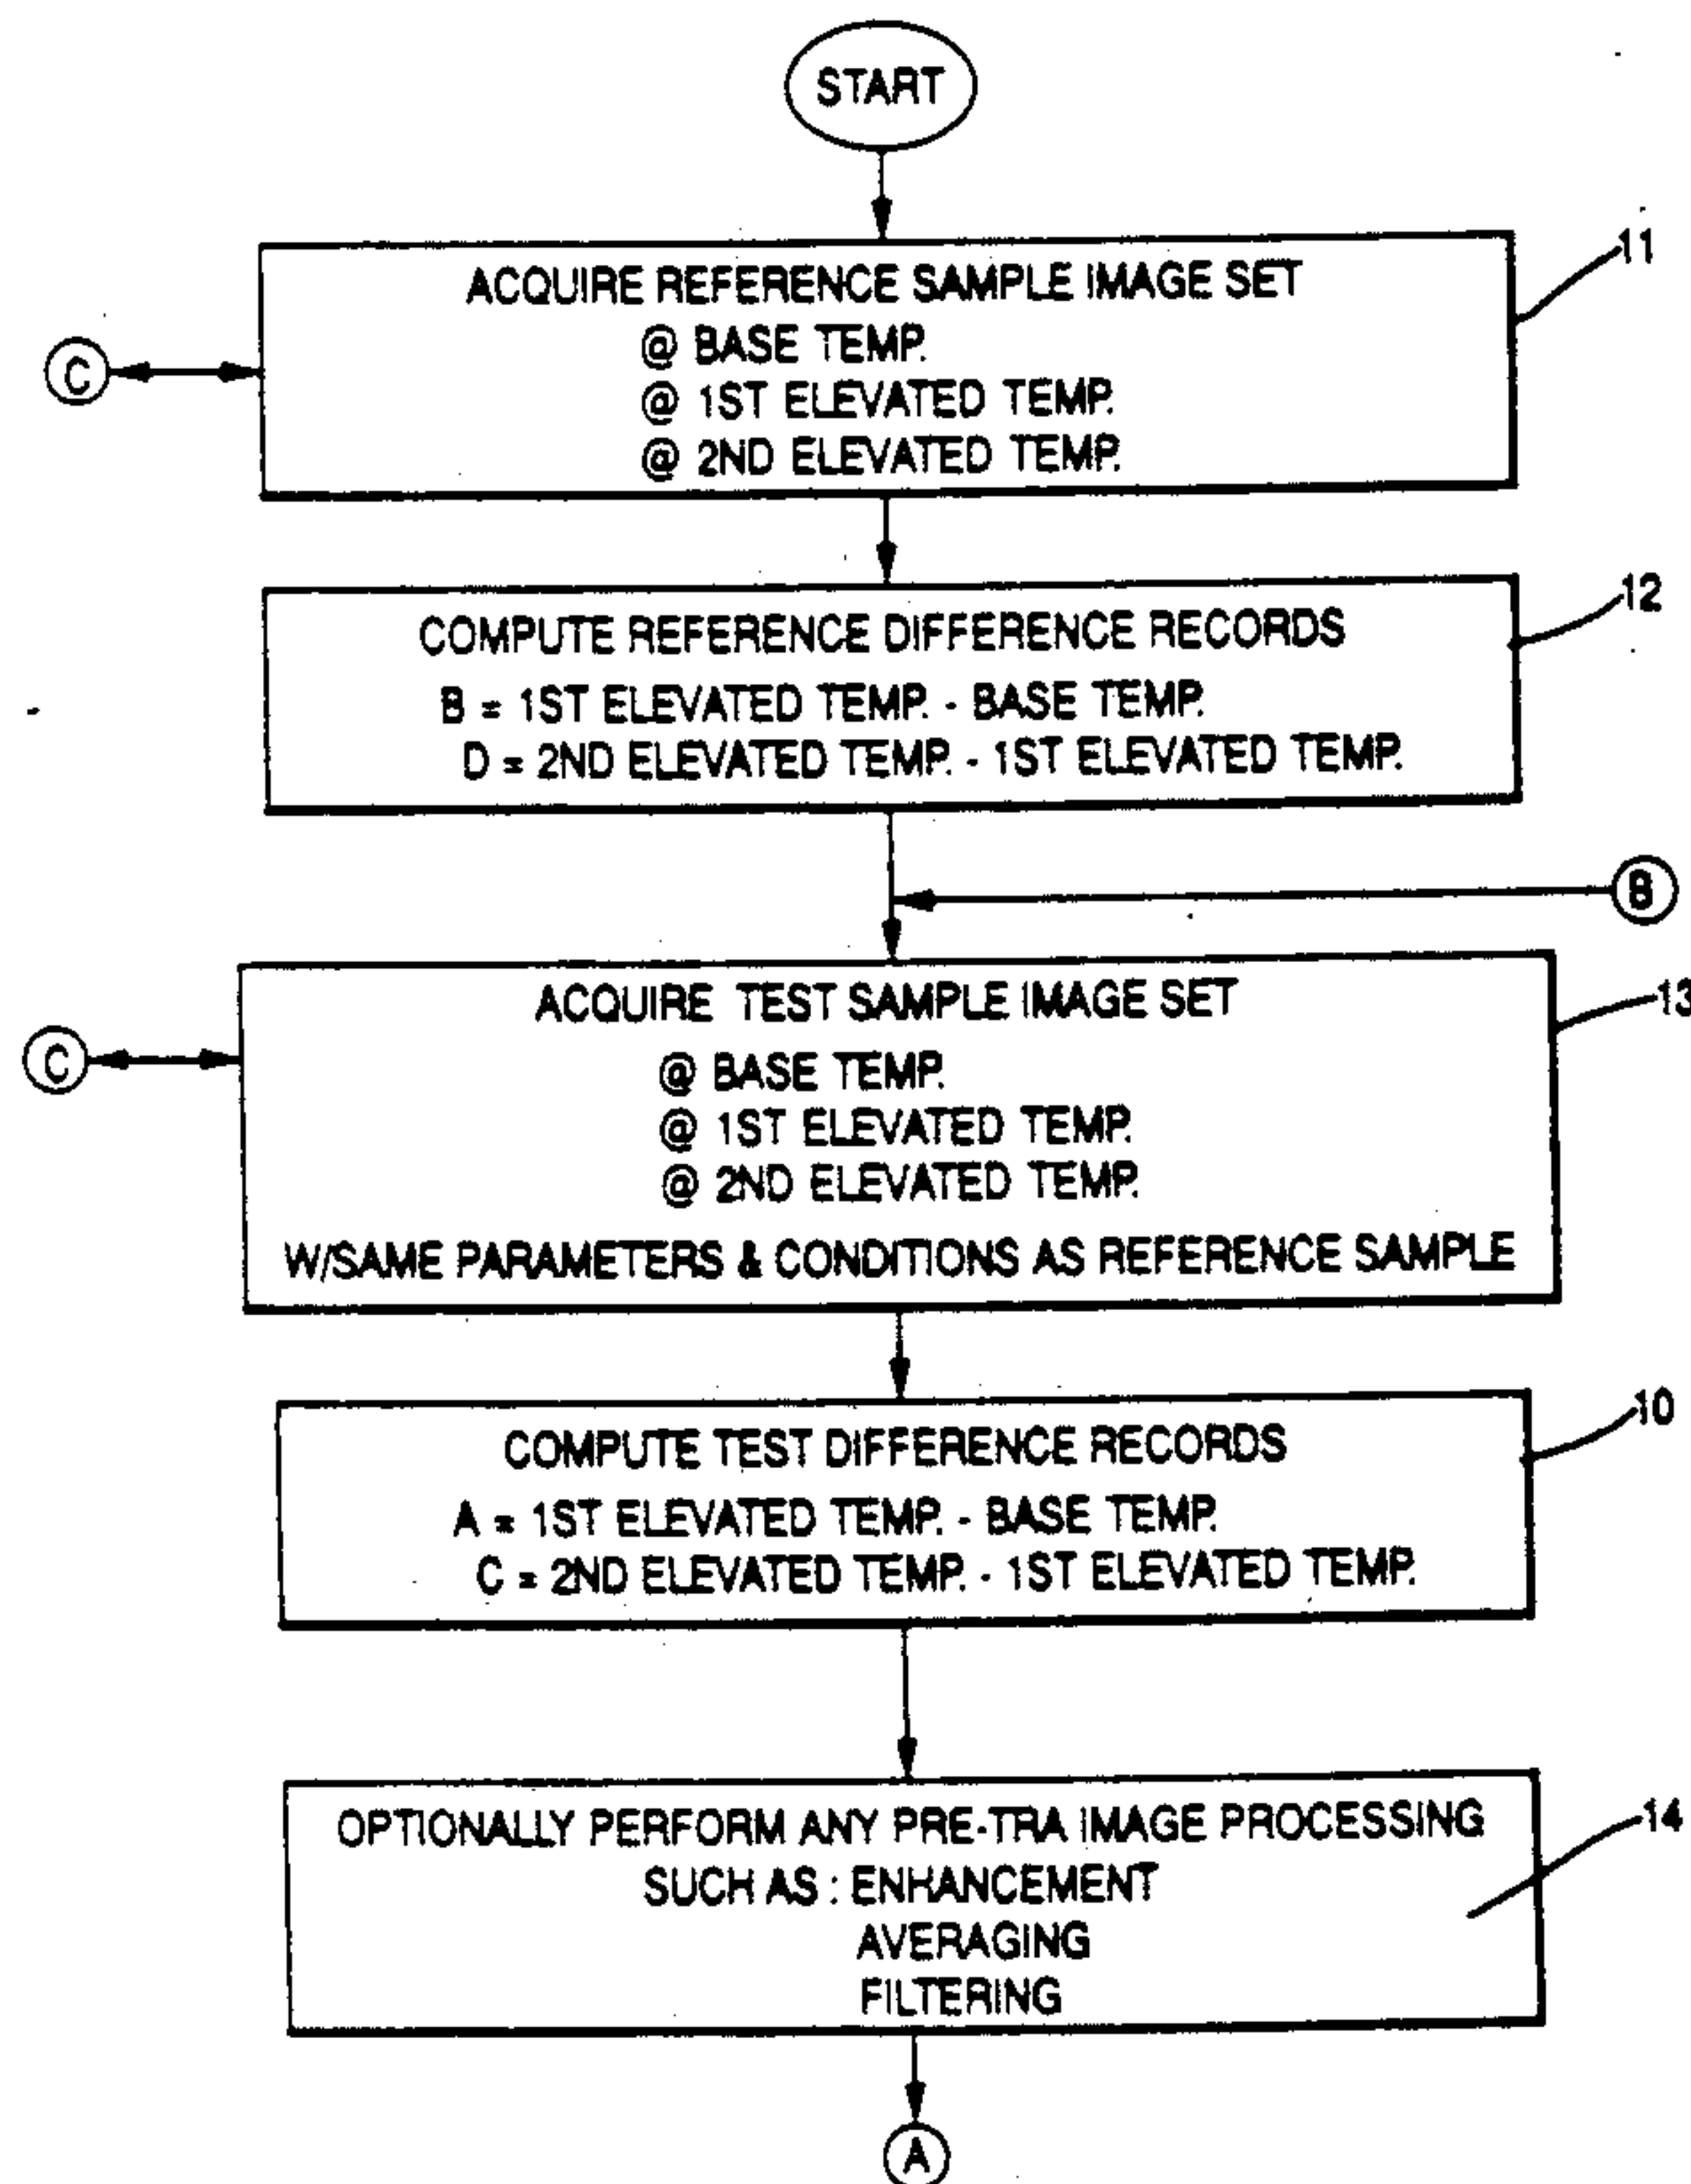 START
11
ACQUIRE REFERENCE SAMPLE IMAGE SET
@ BASE TEMP.
C
@ 1ST ELEVATED TEMP.
@ 2ND ELEVATED TEMP.
12
COMPUTE REFERENCE DIFFERENCE RECORDS
B = 1ST ELEVATED TEMP. - BASE TEMP.
D = 2ND ELEVATED TEMP. - 1ST ELEVATED TEMP.
B
13
ACQUIRE TEST SAMPLE IMAGE SET
C
@ BASE TEMP.
@ 1ST ELEVATED TEMP.
@ 2ND ELEVATED TEMP.
W/SAME PARAMETERS & CONDITIONS AS REFERENCE SAMPLE
10
COMPUTE TEST DIFFERENCE RECORDS
A = 1ST ELEVATED TEMP. - BASE TEMP.
C = 2ND ELEVATED TEMP. - 1ST ELEVATED TEMP.
14
OPTIONALLY PERFORM ANY PRE-TRA IMAGE PROCESSING
SUCH AS : ENHANCEMENT
AVERAGING
FILTERING
A